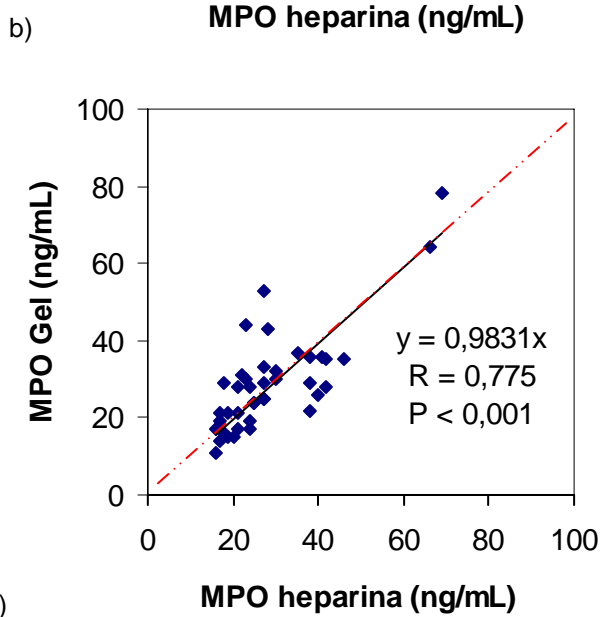 MPO heparina (ng/mL)
b)
100
80
60
40
20
0
MPO Gel (ng/mL)
y = 0,9831x
R = 0,775
P < 0,001
0 20 40 60 80 100
MPO heparina (ng/mL)
)